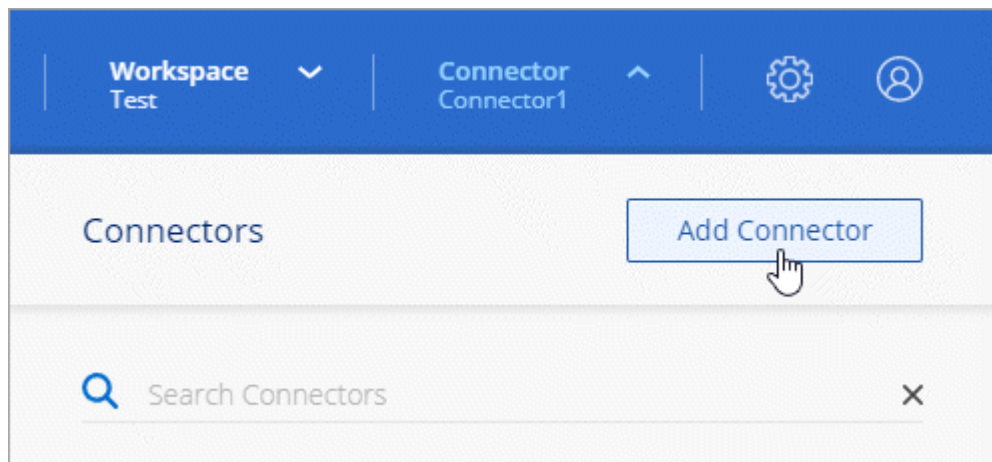 Workspace
Test
Connector
Connector1
Connectors
Add Connector
Search Connectors